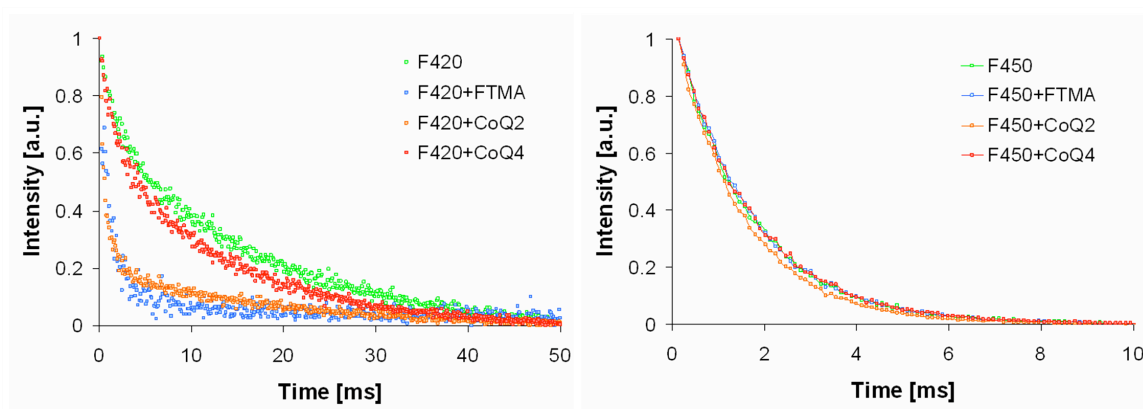 1
0.8
0.6
0.4
0.2
0
Intensity [a.u.]
F420
F420+FTMA
F420+CoQ2
F420+CoQ4
0 10 20 30 40 50
Time [ms]
1
0.8
0.6
0.4
0.2
0
Intensity [a.u.]
F450
F450+FTMA
F450+CoQ2
F450+CoQ4
0 2 4 6 8 10
Time [ms]